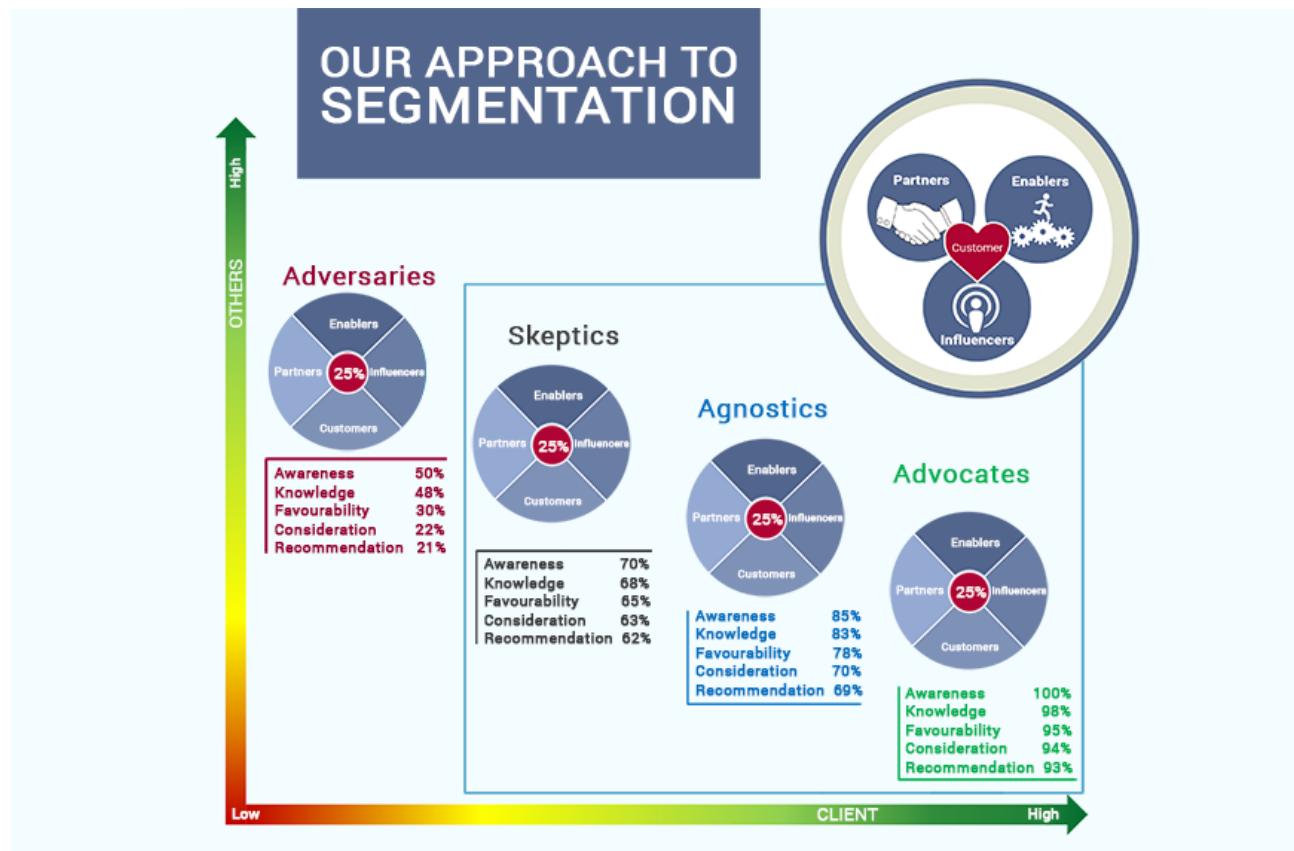 OUR APPROACH TO
SEGMENTATION
High
OTHERS
Partners
Enablers
Customer
Influencers
Adversaries
Enablers
Partners 25% Influencers
Customers
Awareness 50%
Knowledge 48%
Favourability 30%
Consideration 22%
Recommendation 21%
Skeptics
Enablers
Partners 25% Influencers
Customers
Awareness 70%
Knowledge 68%
Favourability 65%
Consideration 63%
Recommendation 62%
Agnostics
Enablers
Partners 25% Influencers
Customers
Awareness 85%
Knowledge 83%
Favourability 78%
Consideration 70%
Recommendation 69%
Advocates
Enablers
Partners 25% Influencers
Customers
Awareness 100%
Knowledge 98%
Favourability 95%
Consideration 94%
Recommendation 93%
Low CLIENT High